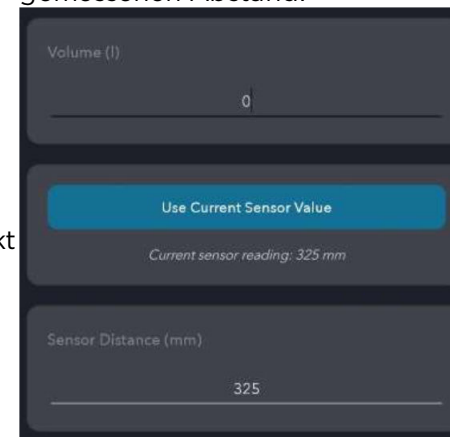 gemessenen Abstand.
Volume (l)
0
Use Current Sensor Value
kt
Current sensor reading: 325 mm
Sensor Distance (mm)
325